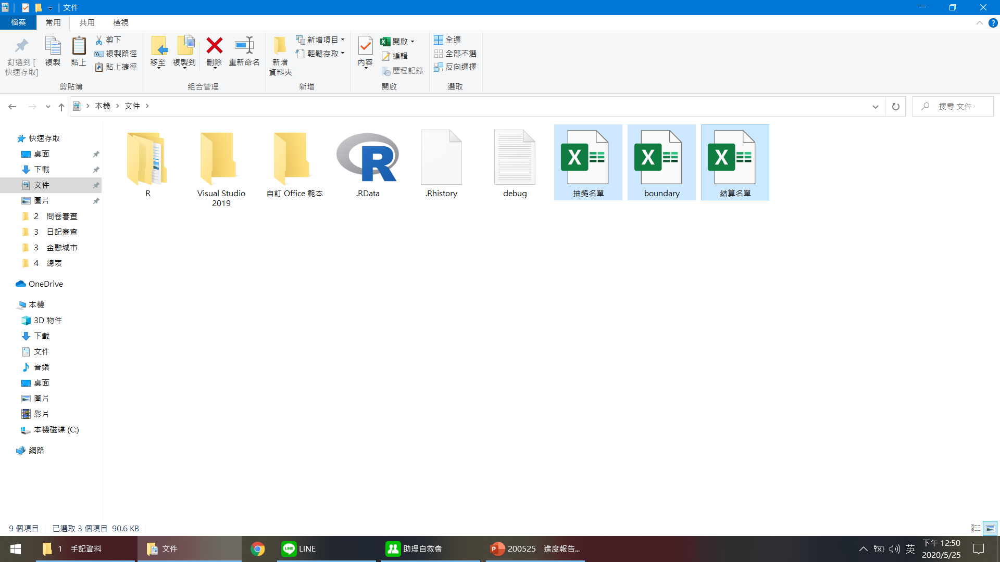 文件
檔案 常用 共用 檢視
釘選到 [
快速存取]
複製
貼上
剪下
複製路徑
貼上捷徑
剪貼簿
移至
複製到
刪除
重新命名
組合管理
新增
資料夾
新增項目
輕鬆存取
新增
內容
開啟
編輯
歷程記錄
開啟
全選
全部不選
反向選擇
選取
本機 文件
搜尋 文件
快速存取
桌面
下載
文件
圖片
2 問卷審查
3 日記審查
3 金融城市
4 總表
OneDrive
本機
3D 物件
下載
文件
音樂
桌面
圖片
影片
本機磁碟 (C:)
網路
R
Visual Studio
2019
自訂 Office 範本
.RData
.Rhistory
debug
抽獎名單
boundary
結算名單
9 個項目 已選取 3 個項目 90.6 KB
1 手記資料
文件
LINE
助理自救會
200525 進度報告...
英
下午 12:50
2020/5/25